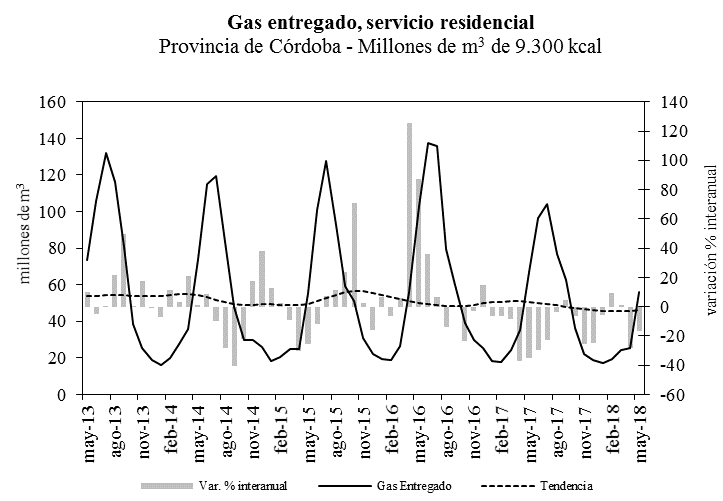 Gas entregado, servicio residencial
Provincia de Córdoba - Millones de m³ de 9.300 kcal
160
140
120
100
80
60
40
20
0
millones de m³
140
120
100
80
60
40
20
0
-20
-40
-60
variación % interanual
may-13
ago-13
nov-13
feb-14
may-14
ago-14
nov-14
feb-15
may-15
ago-15
nov-15
feb-16
may-16
ago-16
nov-16
feb-17
may-17
ago-17
nov-17
feb-18
may-18
Var. % interanual
Gas Entregado
Tendencia